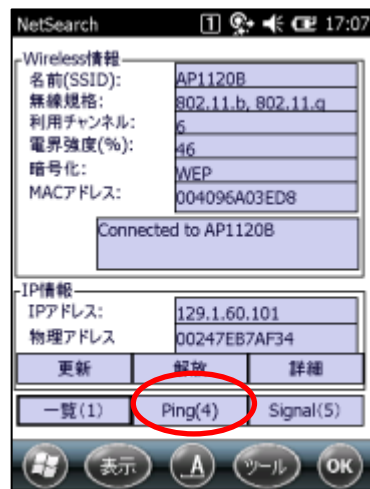 NetSearch 1 17:07
Wireless情報
名前(SSID): AP1120B
無線規格: 802.11.b, 802.11.g
利用チャンネル: 6
電界強度(%): 46
暗号化: WEP
MACアドレス: 004096A03ED8
Connected to AP1120B
IP情報
IPアドレス: 129.1.60.101
物理アドレス 00247EB7AF34
更新 解放 詳細
一覧(1) Ping(4) Signal(5)
表示 A ツール OK